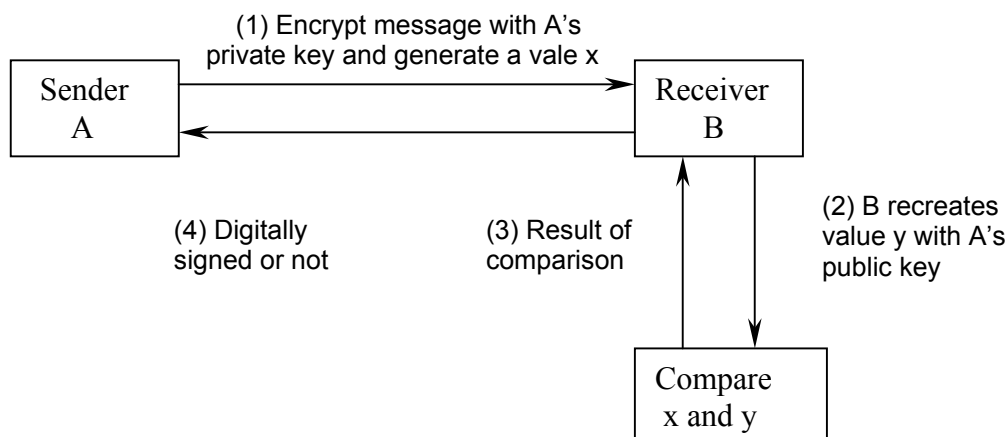 (1) Encrypt message with A's
private key and generate a vale x
Sender
A
Receiver
B
(4) Digitally
signed or not
(3) Result of
comparison
(2) B recreates
value y with A's
public key
Compare
x and y